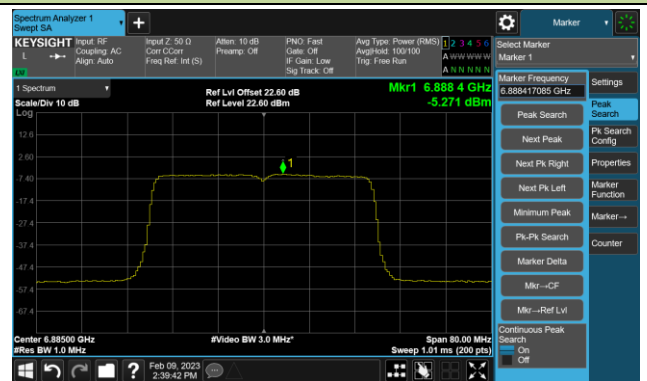 Spectrum Analyzer 1
Swept SA
+
Marker
KEYSIGHT
L
LW
Input: RF
Coupling: AC
Align: Auto
Input Z: 50 Ω
Corr CCorr
Freq Ref: Int (S)
Atten: 10 dB
Preamp: Off
PNO: Fast
Gate: Off
IF Gain: Low
Sig Track: Off
Avg Type: Power (RMS)
Avg|Hold: 100/100
Trig: Free Run
1 2 3 4 5 6
A W W W W W
A N N N N N
Select Marker
Marker 1
1 Spectrum
Scale/Div 10 dB
Log
Ref Lvl Offset 22.60 dB
Ref Level 22.60 dBm
Mkr1 6.888 4 GHz
-5.271 dBm
12.6
2.60
-7.40
-17.4
-27.4
-37.4
-47.4
-57.4
-67.4
1
Center 6.88500 GHz
#Res BW 1.0 MHz
#Video BW 3.0 MHz*
Span 80.00 MHz
Sweep 1.01 ms (200 pts)
Marker Frequency
6.888417085 GHz
Peak Search
Next Peak
Next Pk Right
Next Pk Left
Minimum Peak
Pk-Pk Search
Marker Delta
Mkr→CF
Mkr→Ref Lvl
Continuous Peak
Search
On
Off
Settings
Peak
Search
Pk Search
Config
Properties
Marker
Function
Marker→
Counter
?
Feb 09, 2023
2:39:42 PM